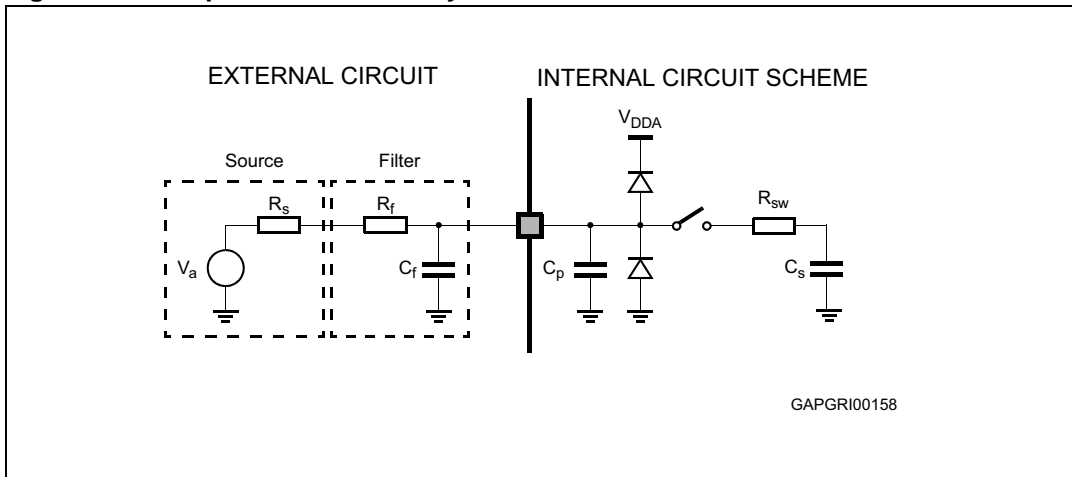 EXTERNAL CIRCUIT
INTERNAL CIRCUIT SCHEME
V_DDA
Source
Filter
R_s
R_f
R_sw
V_a
C_f
C_p
C_s
GAPGRI00158